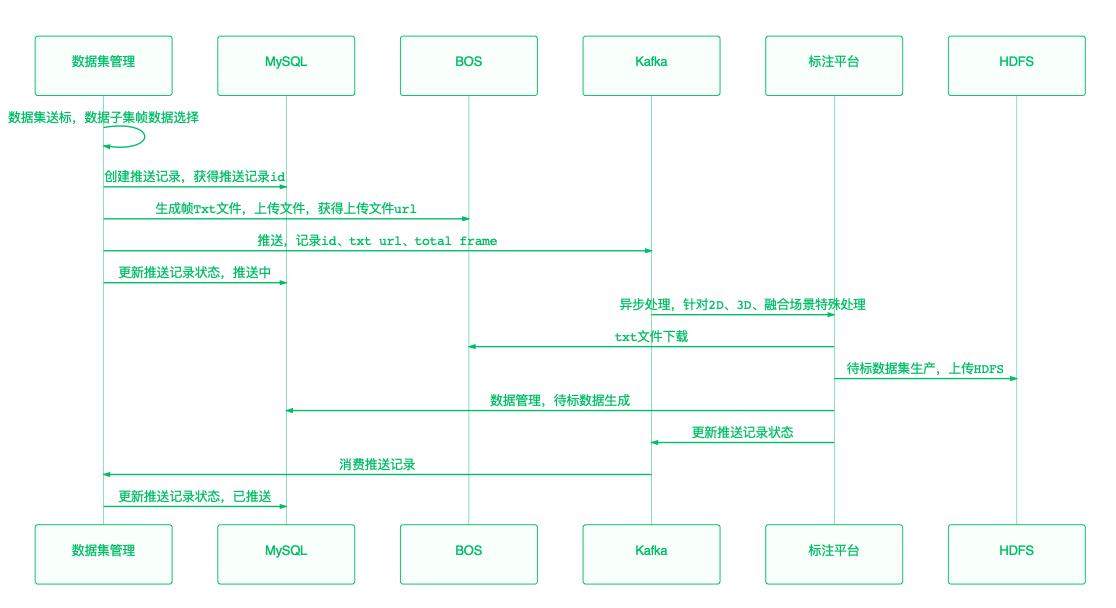 数据集管理
MySQL
BOS
Kafka
标注平台
HDFS
数据集送标，数据子集帧数据选择
创建推送记录，获得推送记录id
生成帧Txt文件，上传文件，获得上传文件url
推送，记录id、txt url、total frame
更新推送记录状态，推送中
异步处理，针对2D、3D、融合场景特殊处理
txt文件下载
待标数据集生产，上传HDFS
数据管理，待标数据生成
更新推送记录状态
消费推送记录
更新推送记录状态，已推送
数据集管理
MySQL
BOS
Kafka
标注平台
HDFS